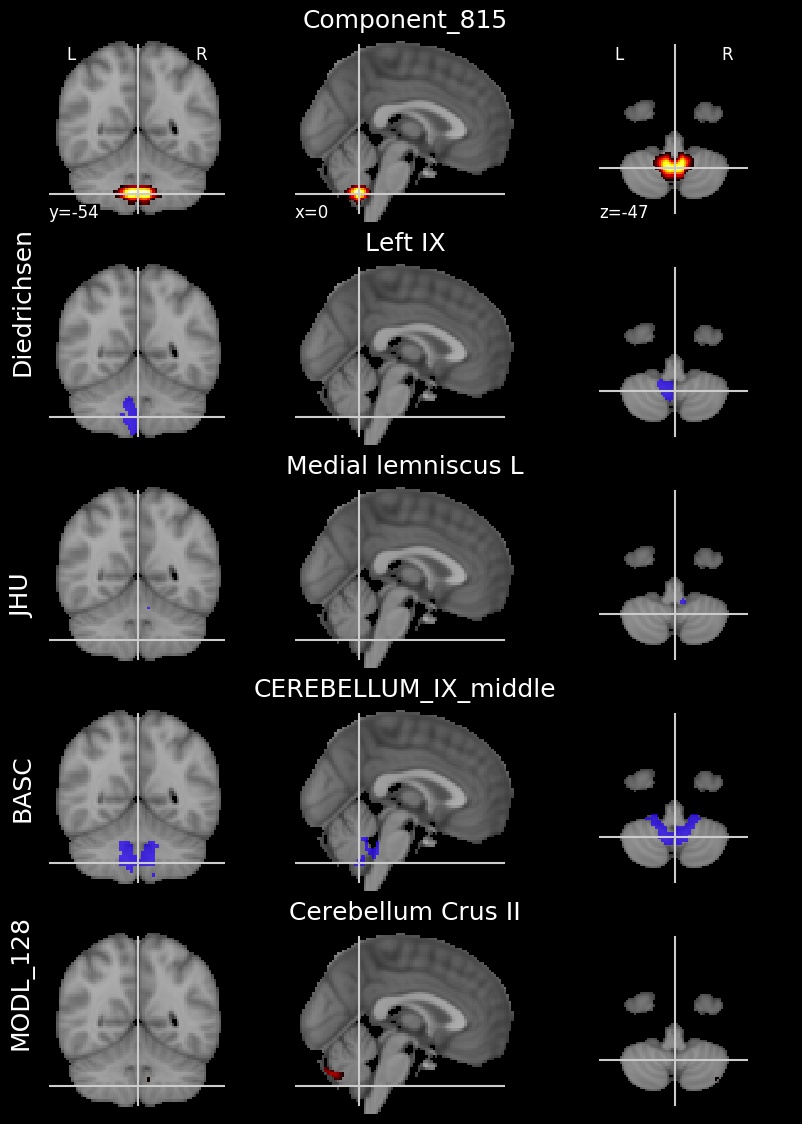 Component_815
L
R
L
R
y=-54
x=0
z=-47
Diedrichsen
Left IX
JHU
Medial lemniscus L
BASC
CEREBELLUM_IX_middle
MODL_128
Cerebellum Crus II